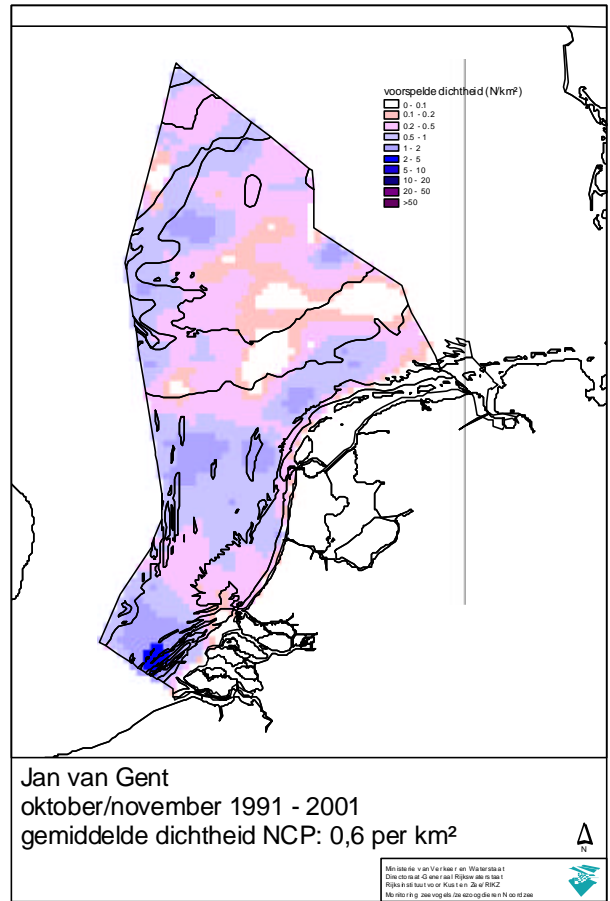 voorspelde dichtheid (N/km²)
0 - 0.1
0.1 - 0.2
0.2 - 0.5
0.5 - 1
1 - 2
2 - 5
5 - 10
10 - 20
20 - 50
>50
Jan van Gent
oktober/november 1991 - 2001
gemiddelde dichtheid NCP: 0,6 per km²
N
Ministerie van Verkeer en Waterstaat
Directoraat-Generaal Rijkswaterstaat
Rijksinstituut voor Kust en Zee/RIKZ
Monitoring zeevogels/zeezoogdieren Noordzee